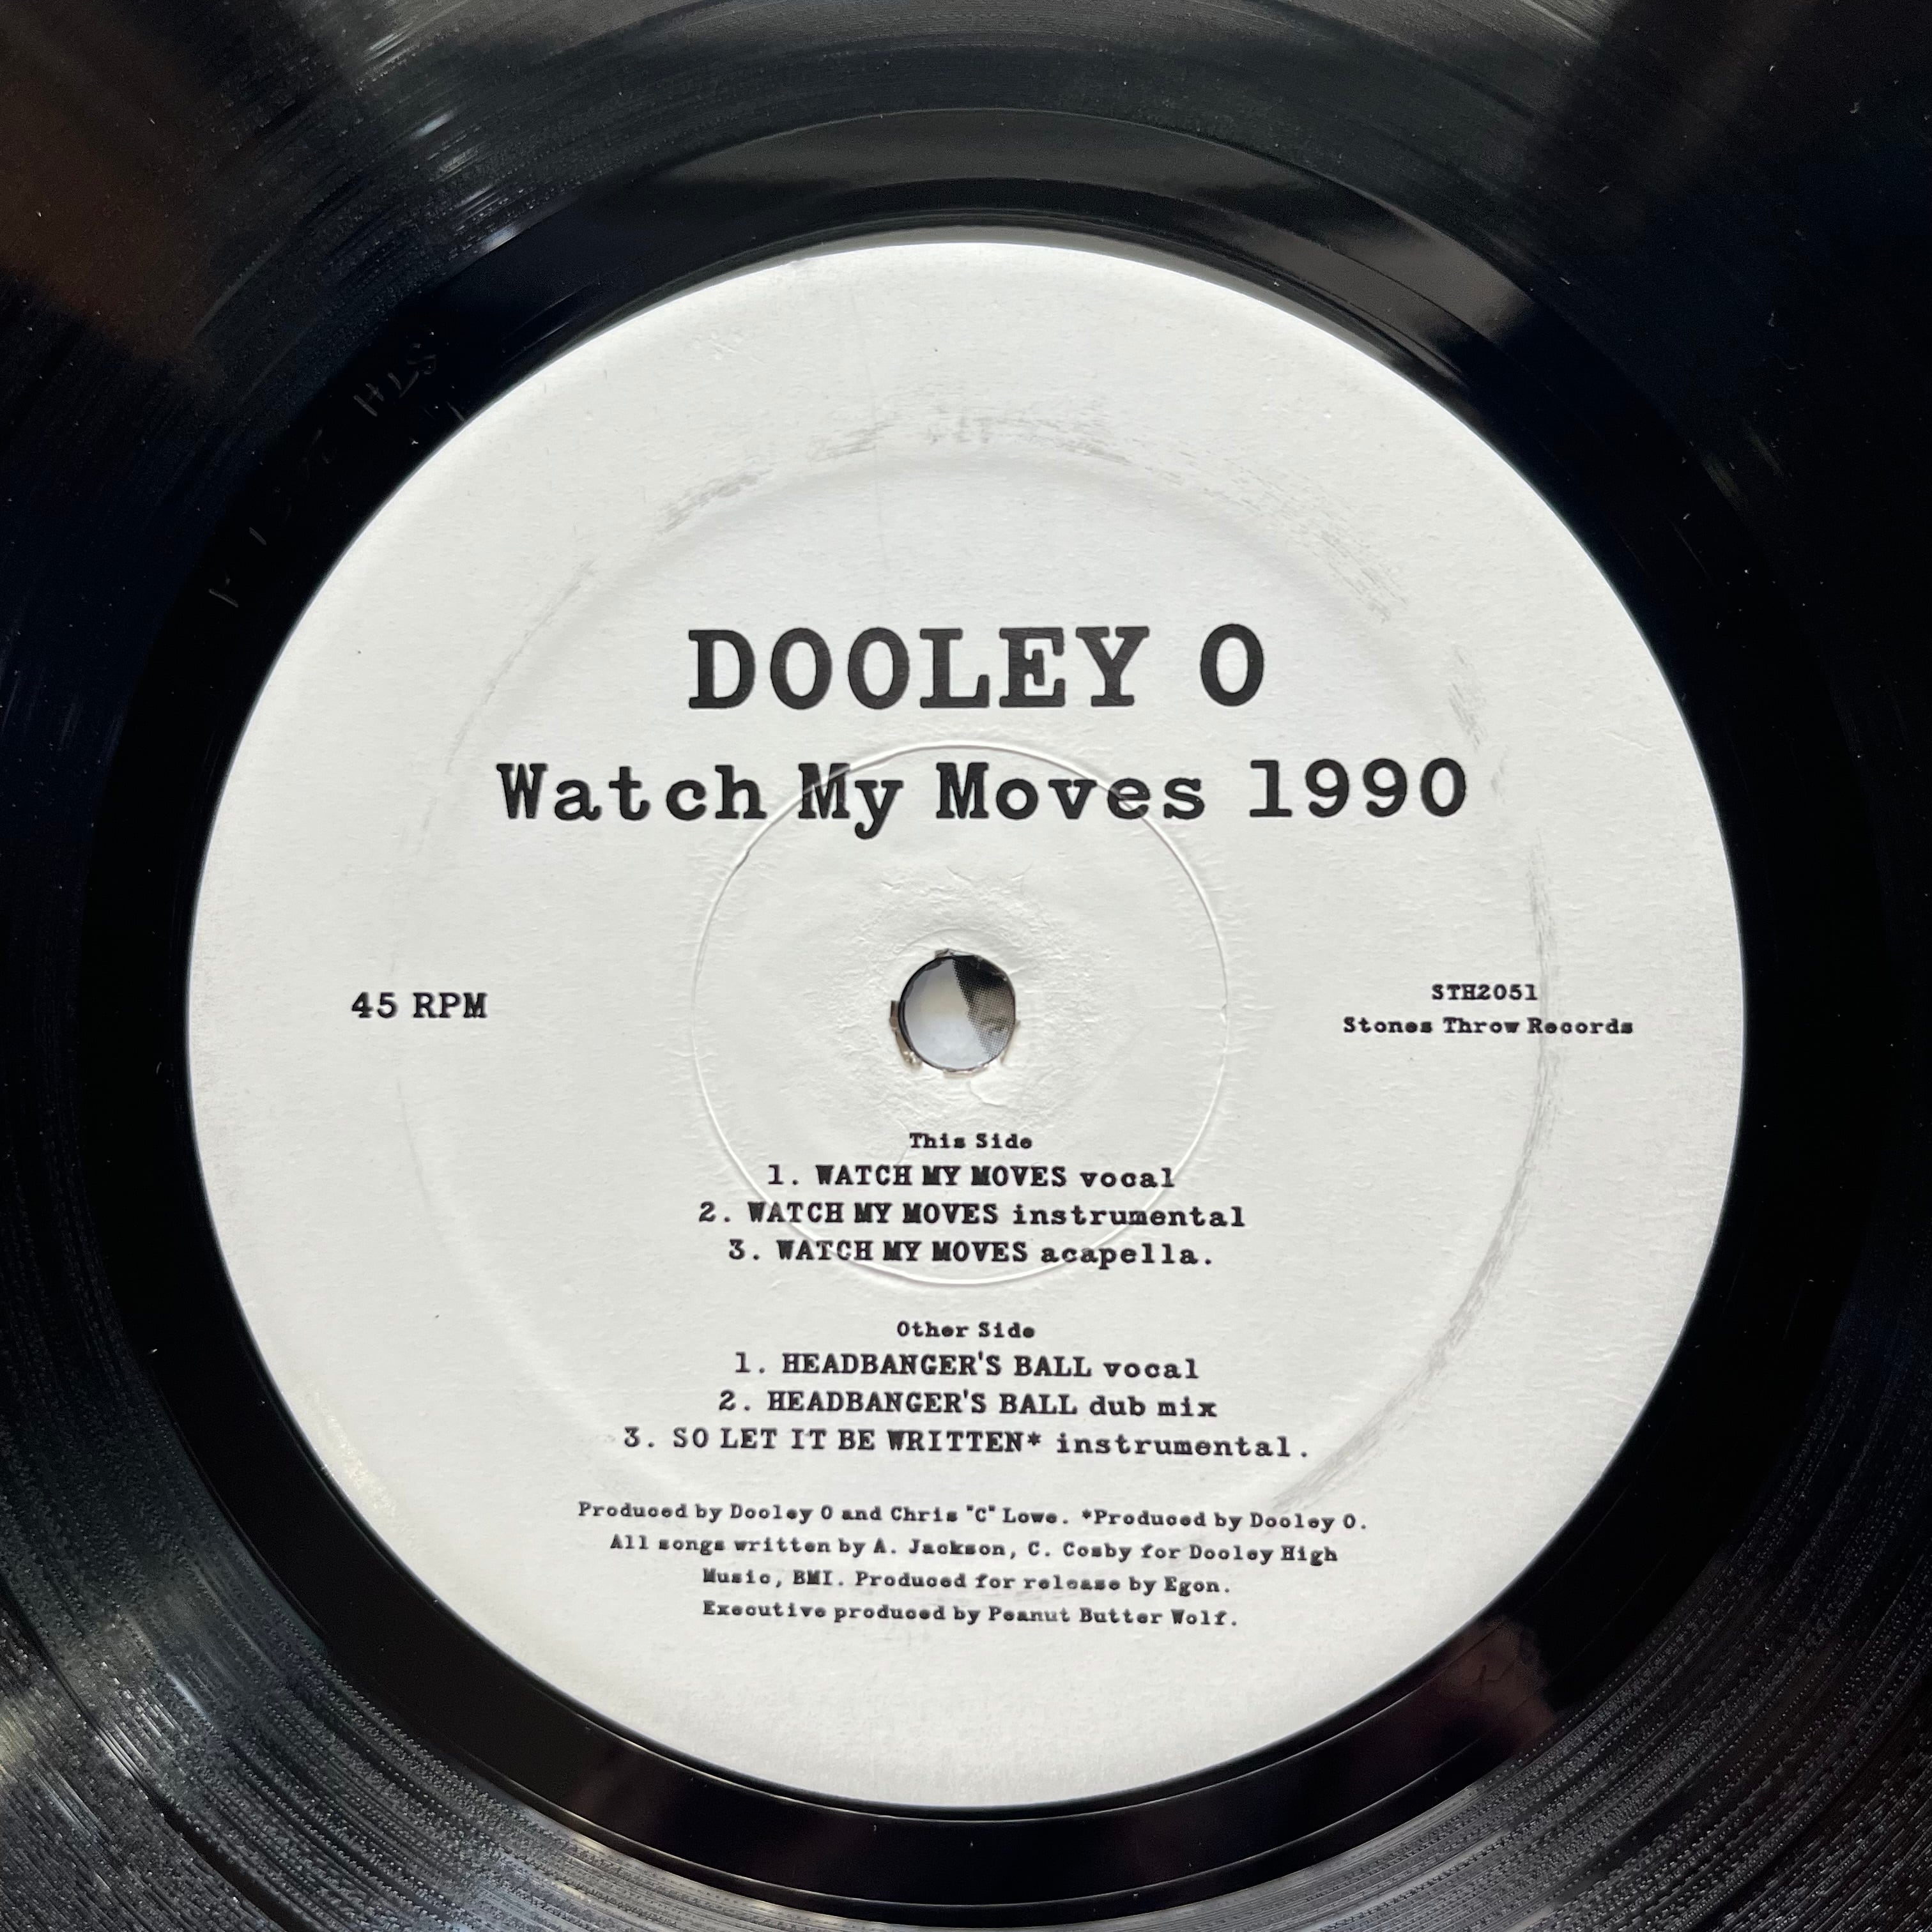 DOOLEY O
Watch My Moves 1990
45 RPM
STH2051
Stones Throw Records
This Side
1. WATCH MY MOVES vocal
2. WATCH MY MOVES instrumental
3. WATCH MY MOVES acapella.
Other Side
1. HEADBANGER'S BALL vocal
2. HEADBANGER'S BALL dub mix
3. SO LET IT BE WRITTEN* instrumental.
Produced by Dooley O and Chris "C" Lowe. *Produced by Dooley O.
All songs written by A. Jackson, C. Cosby for Dooley High
Music, BMI. Produced for release by Egon.
Executive produced by Peanut Butter Wolf.